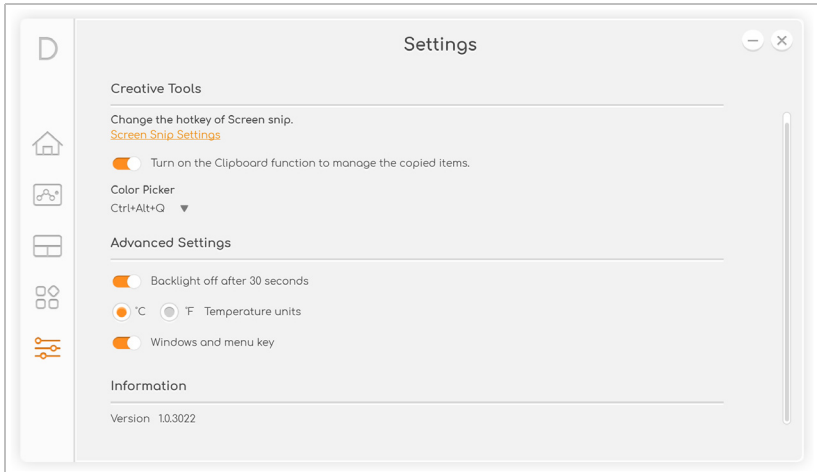 D
Settings
Creative Tools
Change the hotkey of Screen snip.
Screen Snip Settings
Turn on the Clipboard function to manage the copied items.
Color Picker
Ctrl+Alt+Q
Advanced Settings
Backlight off after 30 seconds
°C °F Temperature units
Windows and menu key
Information
Version 1.0.3022